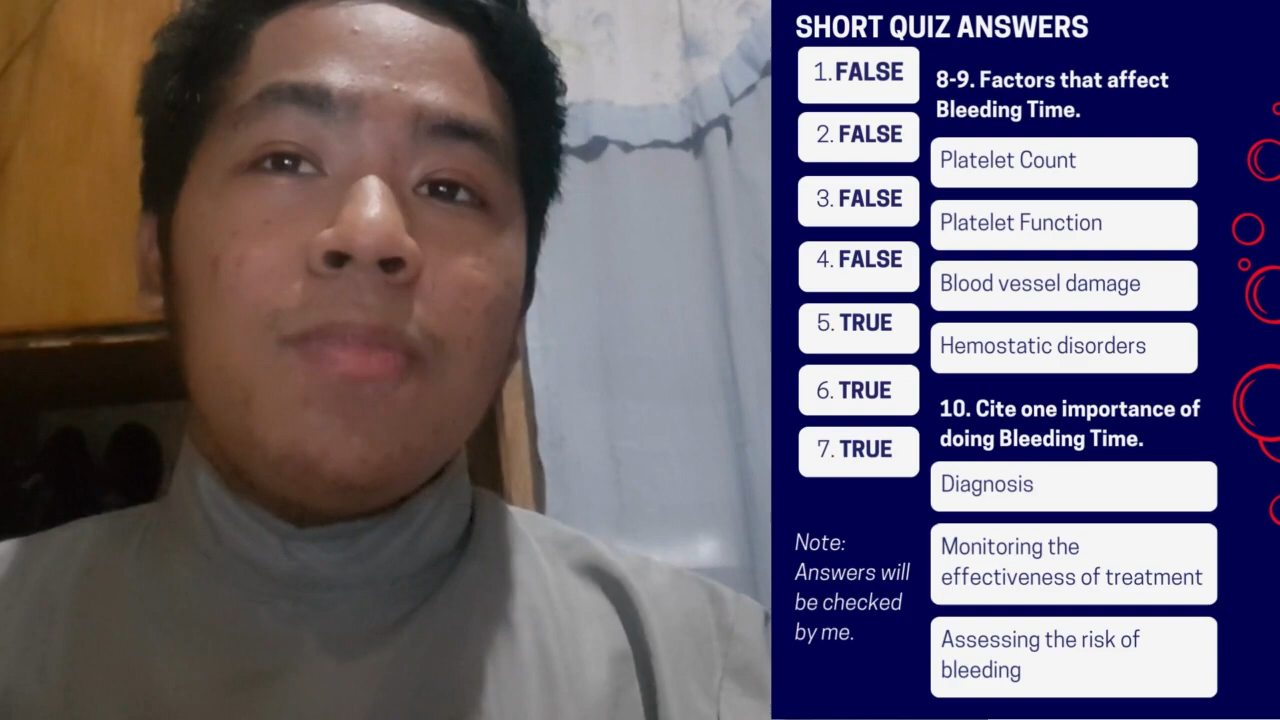 SHORT QUIZ ANSWERS
1. FALSE
2. FALSE
3. FALSE
4. FALSE
5. TRUE
6. TRUE
7. TRUE
Note:
Answers will
be checked
by me.
8-9. Factors that affect
Bleeding Time.
Platelet Count
Platelet Function
Blood vessel damage
Hemostatic disorders
10. Cite one importance of
doing Bleeding Time.
Diagnosis
Monitoring the
effectiveness of treatment
Assessing the risk of
bleeding